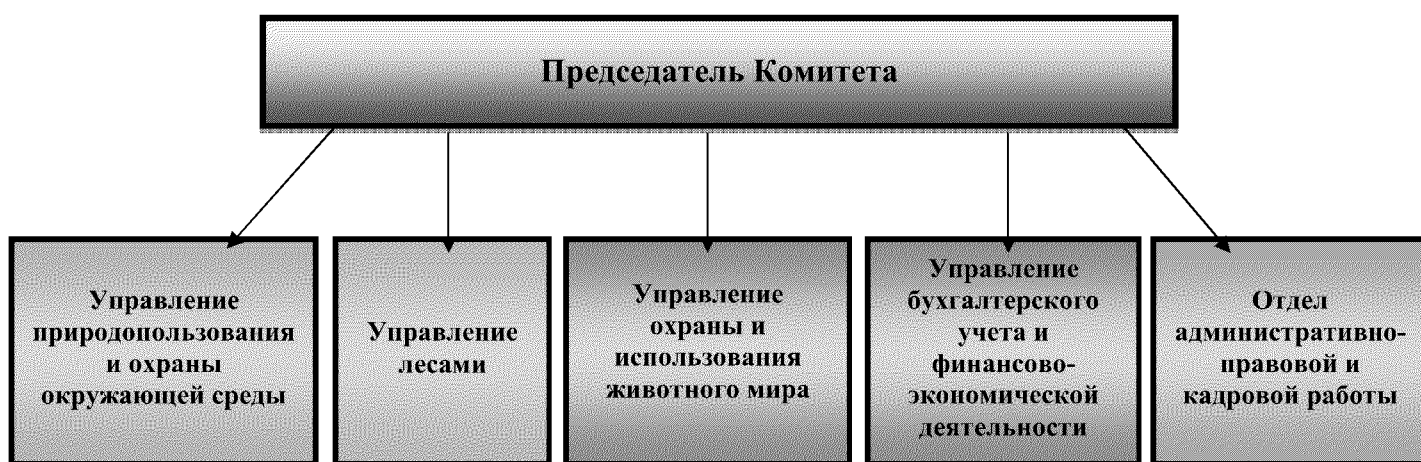 Председатель Комитета
Управление
природопользования
и охраны
окружающей среды
Управление
лесами
Управление
охраны и
использования
животного мира
Управление
бухгалтерского
учета и
финансово-
экономической
деятельности
Отдел
административно-
правовой и
кадровой работы